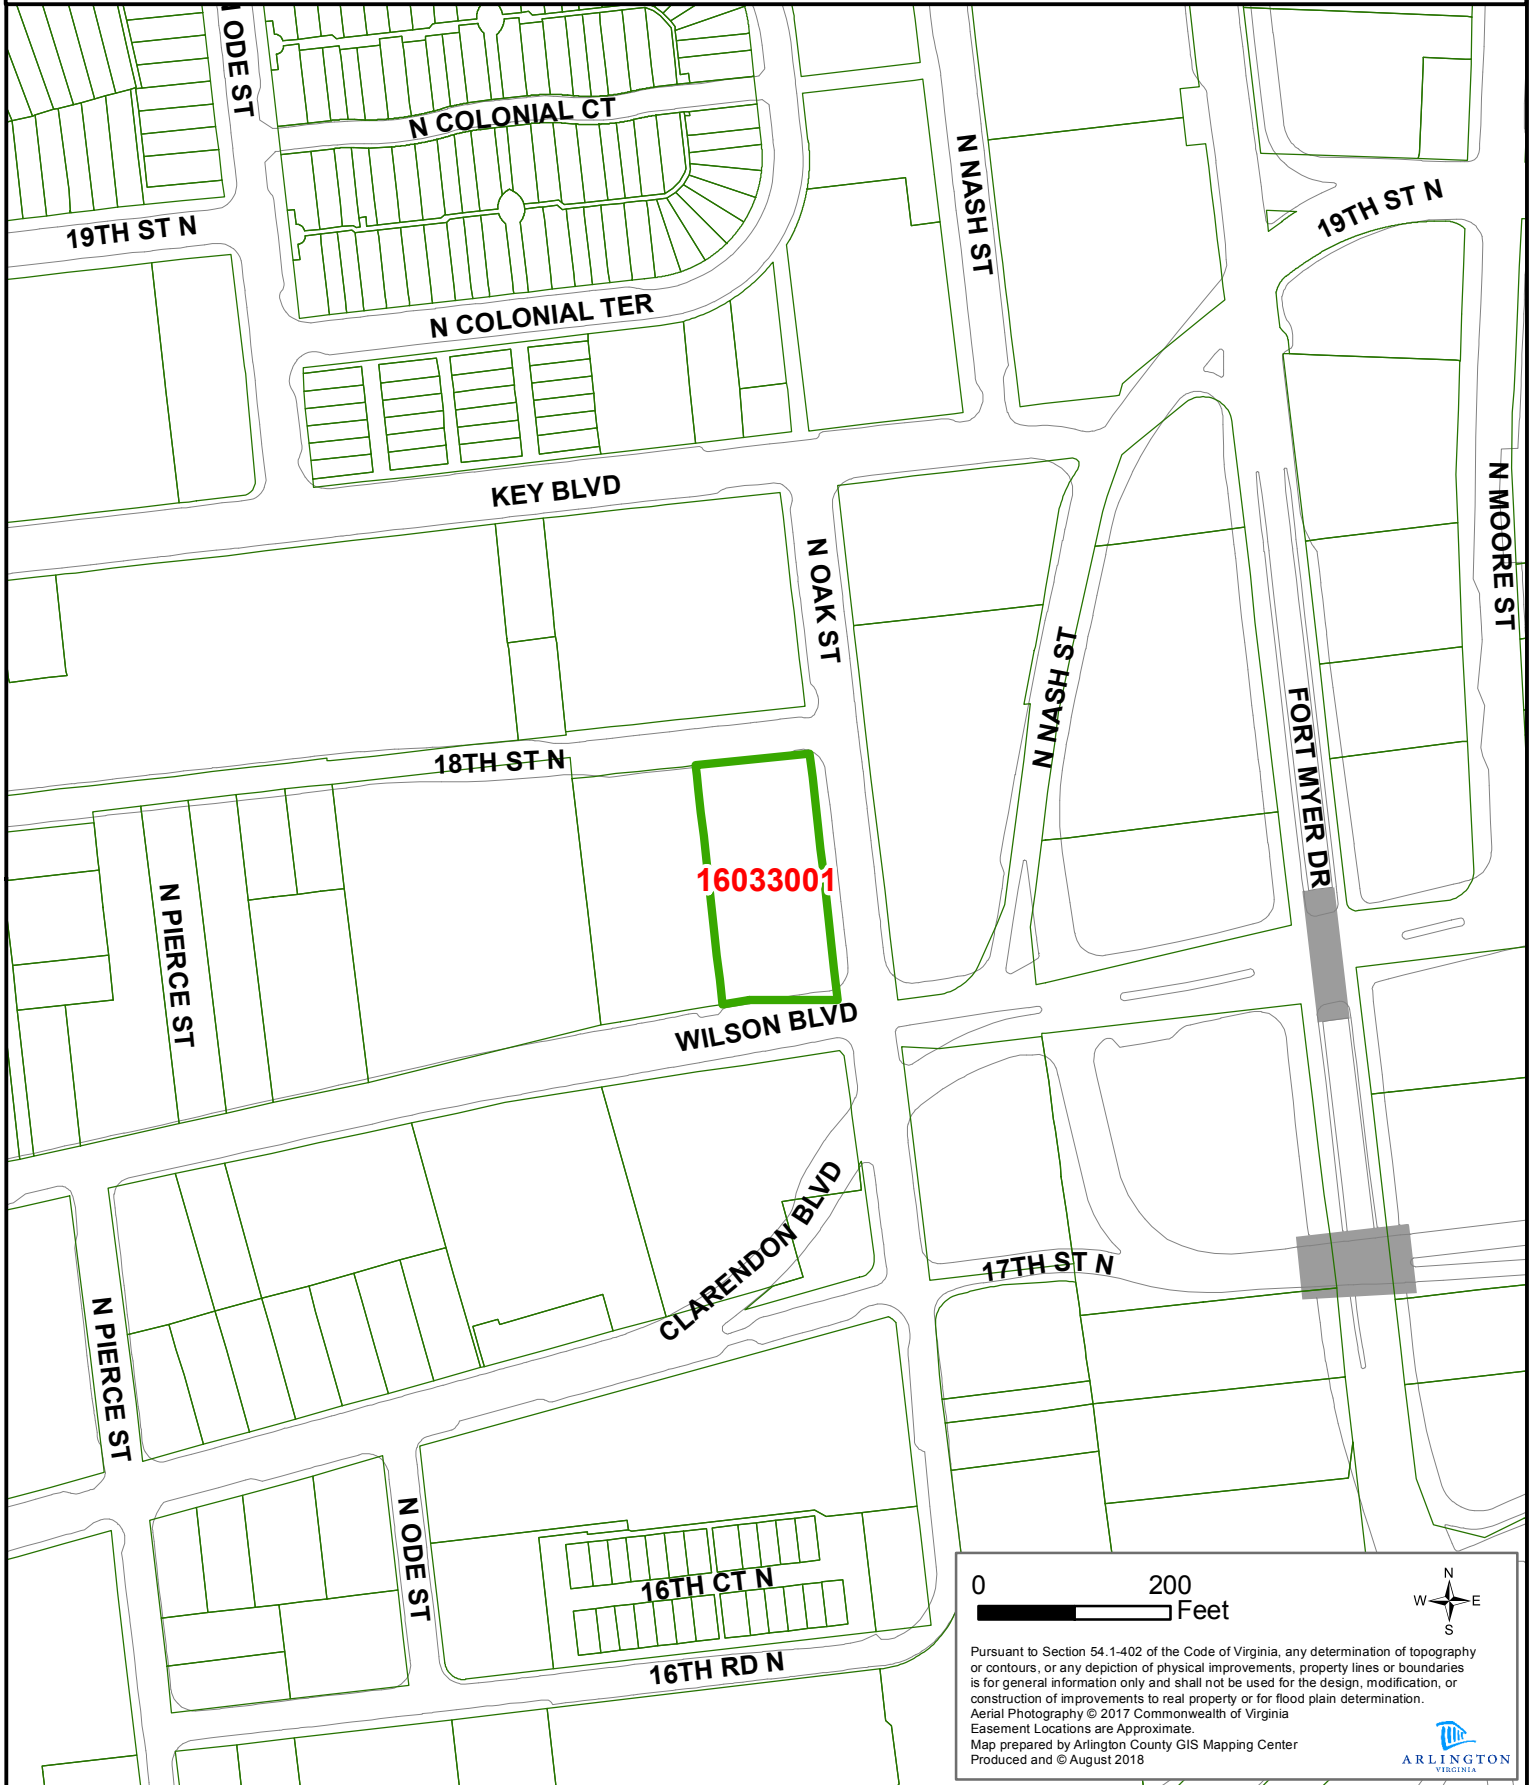 N ODE ST
N COLONIAL CT
N NASH ST
19TH ST N
19TH ST N
N COLONIAL TER
KEY BLVD
N MOORE ST
N OAK ST
N NASH ST
FORT MYER DR
18TH ST N
16033001
N PIERCE ST
WILSON BLVD
CLARENDON BLVD
17TH ST N
N PIERCE ST
N ODE ST
16TH CT N
16TH RD N
0 200
Feet
N
W E
S
Pursuant to Section 54.1-402 of the Code of Virginia, any determination of topography
or contours, or any depiction of physical improvements, property lines or boundaries
is for general information only and shall not be used for the design, modification, or
construction of improvements to real property or for flood plain determination.
Aerial Photography © 2017 Commonwealth of Virginia
Easement Locations are Approximate.
Map prepared by Arlington County GIS Mapping Center
Produced and © August 2018
ARLINGTON
VIRGINIA